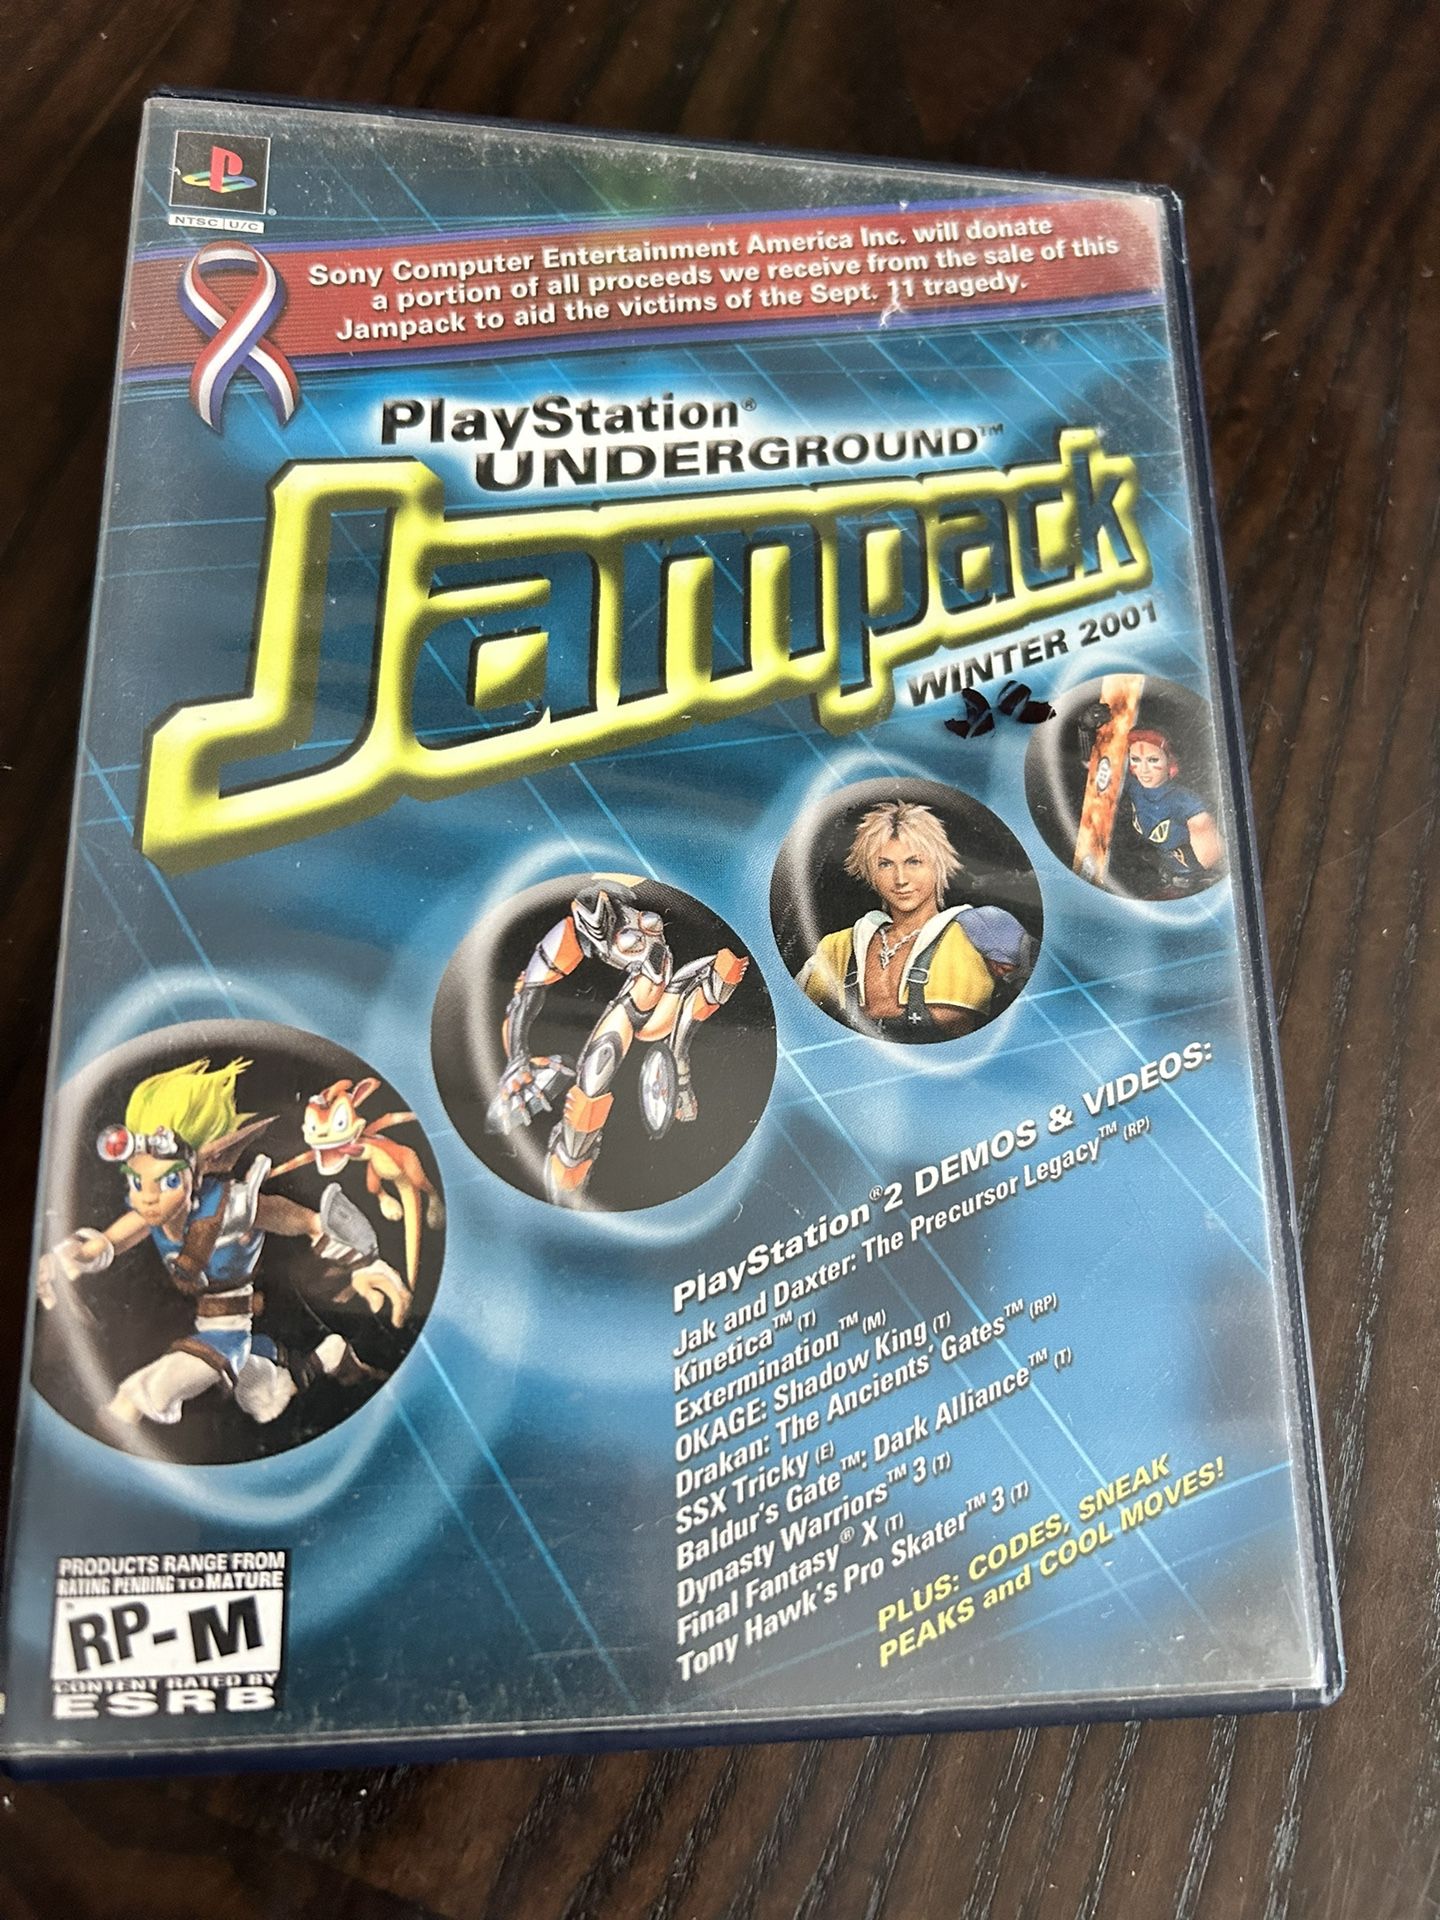 NTSC U/C
Sony Computer Entertainment America Inc. will donate
a portion of all proceeds we receive from the sale of this
Jampack to aid the victims of the Sept. 11 tragedy.
PlayStation®
UNDERGROUND™
Jampack
WINTER 2001
PlayStation®2 DEMOS & VIDEOS:
Jak and Daxter: The Precursor Legacy™ (RP)
Kinetica™ (T)
Extermination™ (M)
OKAGE: Shadow King (T)
Drakan: The Ancients' Gates™ (RP)
SSX Tricky (E)
Baldur's Gate™: Dark Alliance™ (T)
Dynasty Warriors™ 3 (T)
Final Fantasy® X (T)
Tony Hawk's Pro Skater™ 3 (T)
PLUS: CODES, SNEAK
PEAKS and COOL MOVES!
PRODUCTS RANGE FROM
RATING PENDING TO MATURE
RP-M
CONTENT RATED BY
ESRB